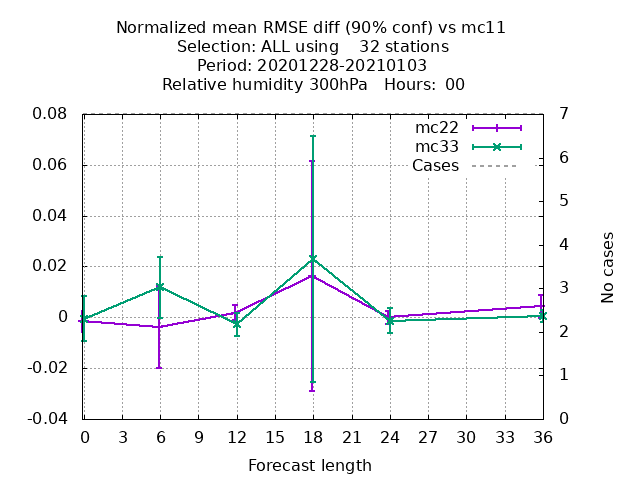 Normalized mean RMSE diff (90% conf) vs mc11
Selection: ALL using    32 stations
Period: 20201228-20210103
Relative humidity 300hPa   Hours:  00
mc22
mc33
Cases
0.08
0.06
0.04
0.02
0
-0.02
-0.04
7
6
5
4
3
2
1
0
No cases
0 3 6 9 12 15 18 21 24 27 30 33 36
Forecast length